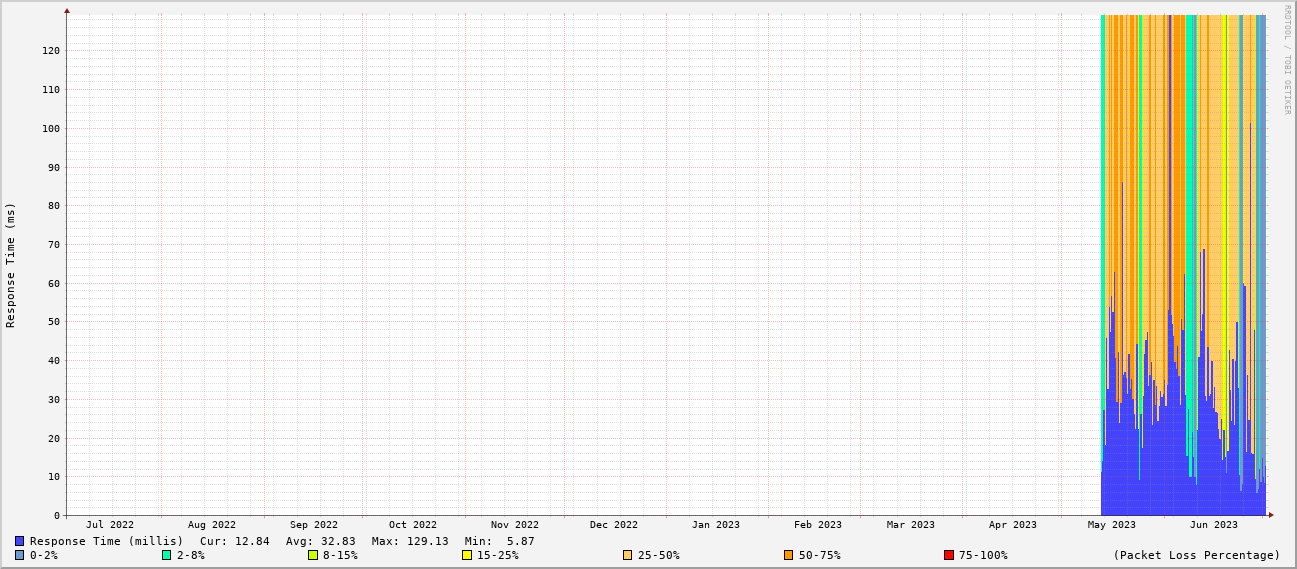 RRDTOOL / TOBI OETIKER
Response Time (ms)
120
110
100
90
80
70
60
50
40
30
20
10
0
Jul 2022 Aug 2022 Sep 2022 Oct 2022 Nov 2022 Dec 2022 Jan 2023 Feb 2023 Mar 2023 Apr 2023 May 2023 Jun 2023
Response Time (millis) Cur: 12.84 Avg: 32.83 Max: 129.13 Min: 5.87
0-2% 2-8% 8-15% 15-25% 25-50% 50-75% 75-100% (Packet Loss Percentage)